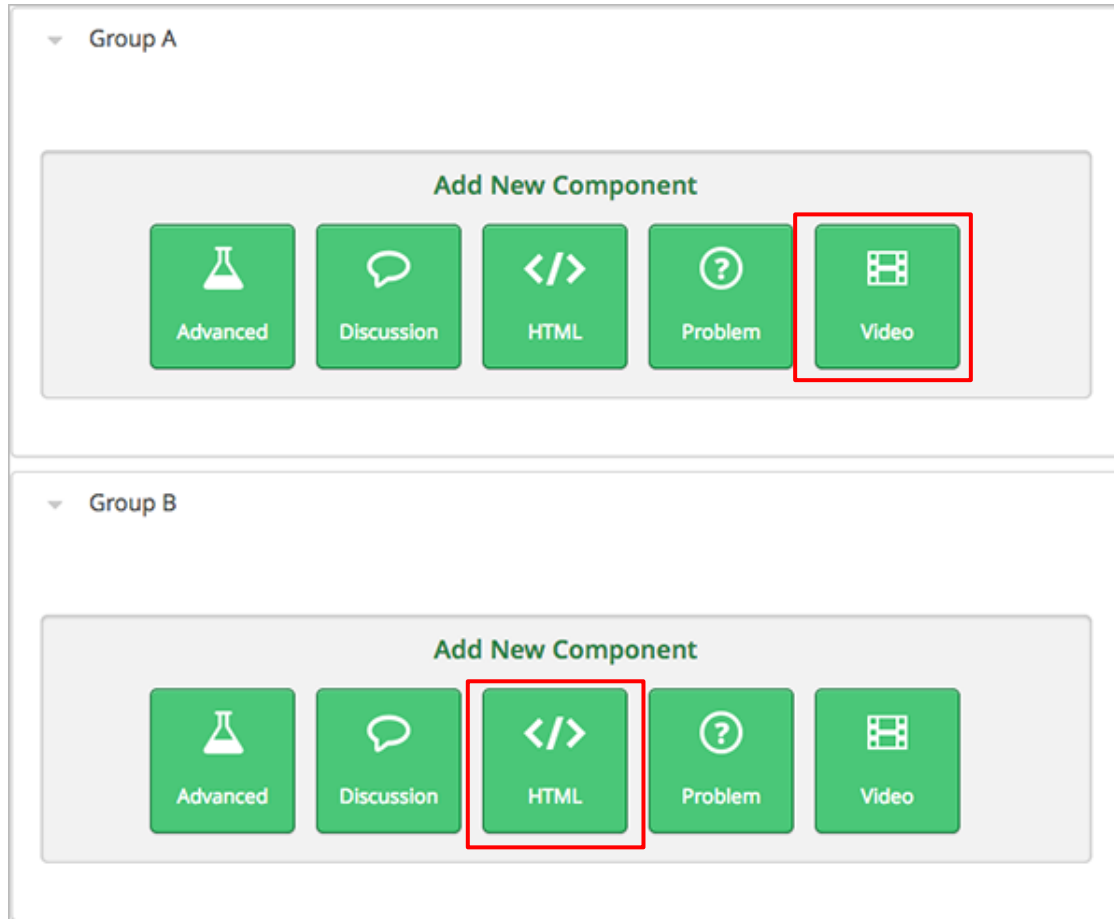 Group A
Add New Component
</>
?
Advanced Discussion HTML Problem Video
Group B
Add New Component
</>
?
Advanced Discussion HTML Problem Video